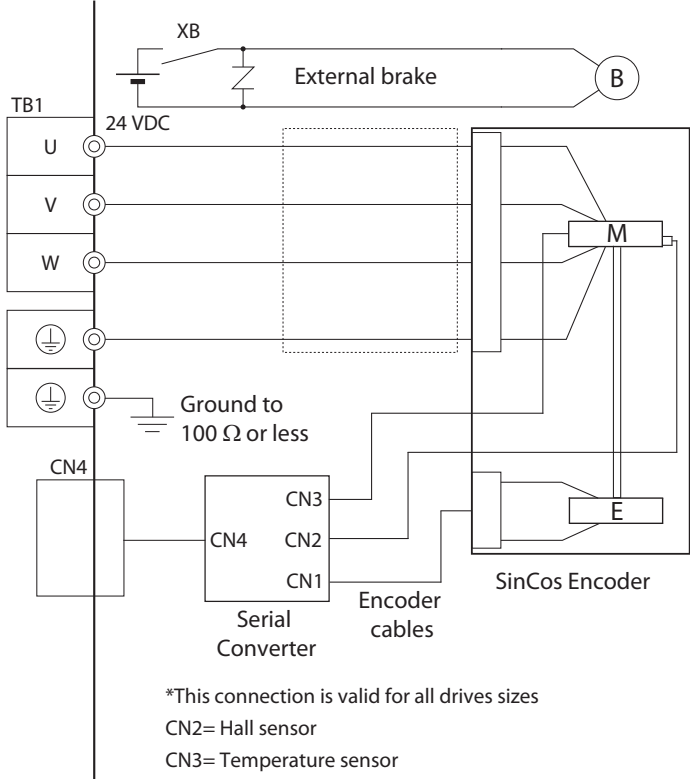 XB
External brake
B
24 VDC
TB1
U
V
W
M
Ground to
100 Ω or less
CN4
CN3
CN4
CN2
CN1
E
SinCos Encoder
Encoder
cables
Serial
Converter
*This connection is valid for all drives sizes
CN2= Hall sensor
CN3= Temperature sensor